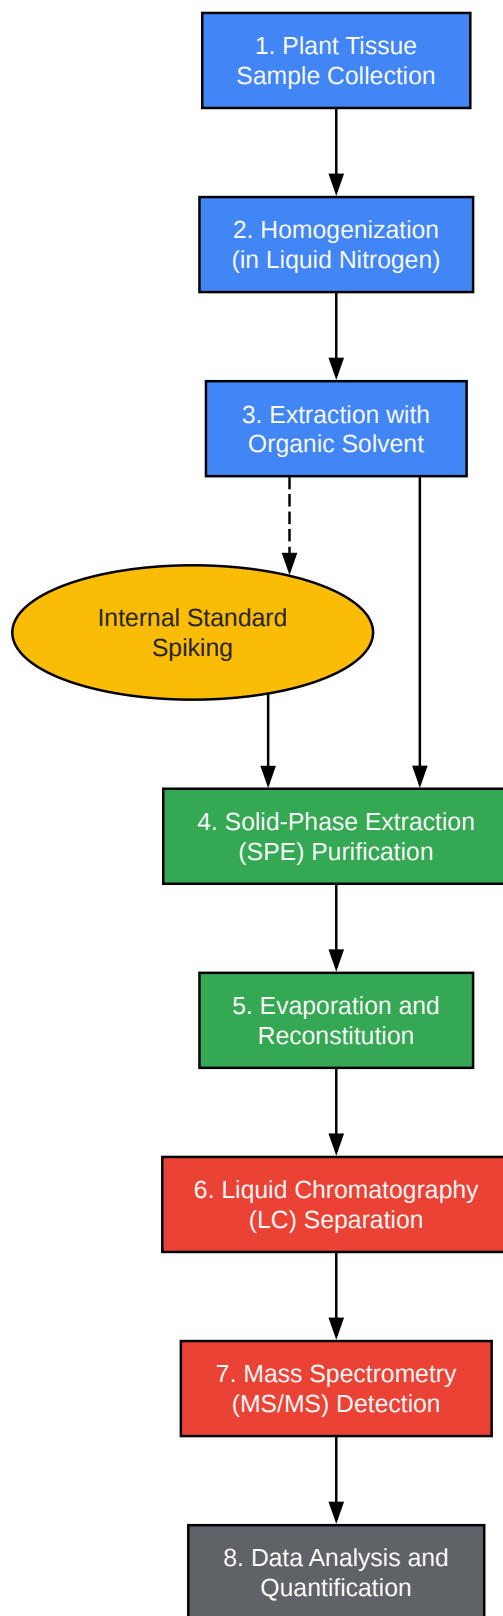 1. Plant Tissue
Sample Collection
2. Homogenization
(in Liquid Nitrogen)
3. Extraction with
Organic Solvent
Internal Standard
Spiking
4. Solid-Phase Extraction
(SPE) Purification
5. Evaporation and
Reconstitution
6. Liquid Chromatography
(LC) Separation
7. Mass Spectrometry
(MS/MS) Detection
8. Data Analysis and
Quantification